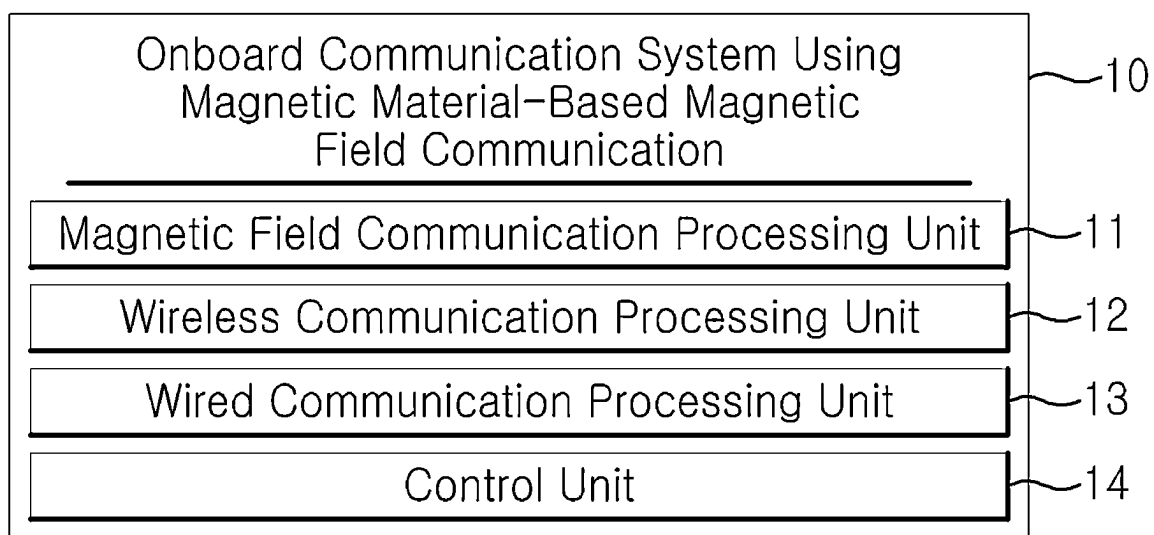 Onboard Communication System Using
Magnetic Material-Based Magnetic
Field Communication
10
Magnetic Field Communication Processing Unit
11
Wireless Communication Processing Unit
12
Wired Communication Processing Unit
13
Control Unit
14